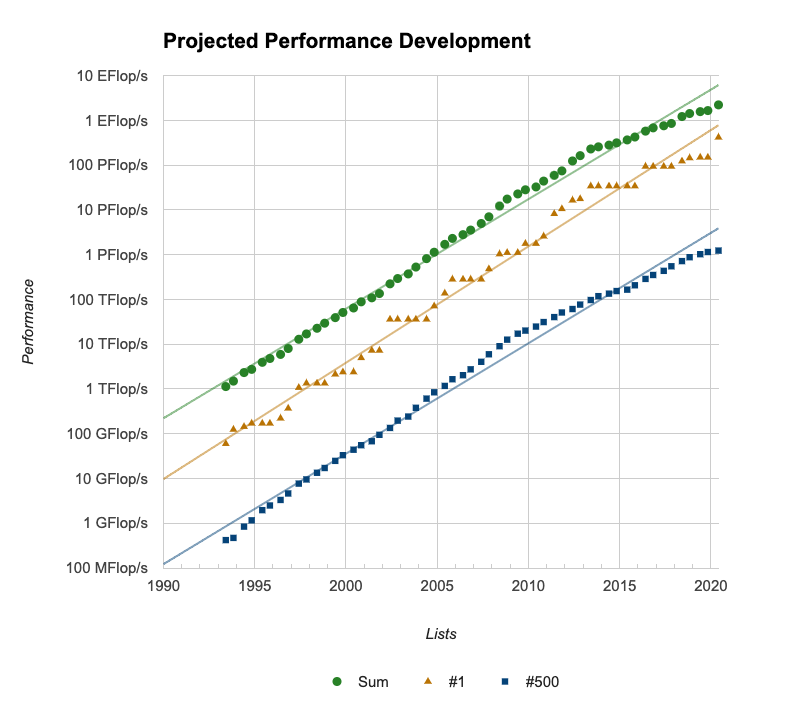 Projected Performance Development
10 EFlop/s
1 EFlop/s
100 PFlop/s
10 PFlop/s
1 PFlop/s
100 TFlop/s
10 TFlop/s
1 TFlop/s
100 GFlop/s
10 GFlop/s
1 GFlop/s
100 MFlop/s
Performance
1990 1995 2000 2005 2010 2015 2020
Lists
Sum #1 #500